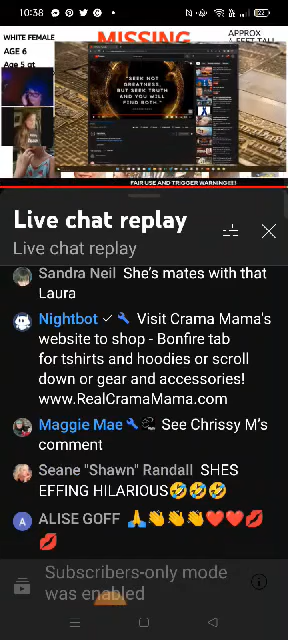 10:38
WHITE FEMALE
AGE 6
Age 5 at
MISSING
APPROX
"SEEK NOT
GREATNESS,
BUT SEEK TRUTH
AND YOU WILL
FIND BOTH."
FAIR USE AND TRIGGER WARNING!!!
Live chat replay
Live chat replay
Sandra Neil She's mates with that
Laura
Nightbot Visit Crama Mama's
website to shop - Bonfire tab
for tshirts and hoodies or scroll
down or gear and accessories!
www.RealCramaMama.com
Maggie Mae See Chrissy M's
comment
Seane "Shawn" Randall SHES
EFFING HILARIOUS🤣🤣🤣
A ALISE GOFF 🙏👏👏👏❤️❤️💋
💋
Subscribers-only mode
was enabled